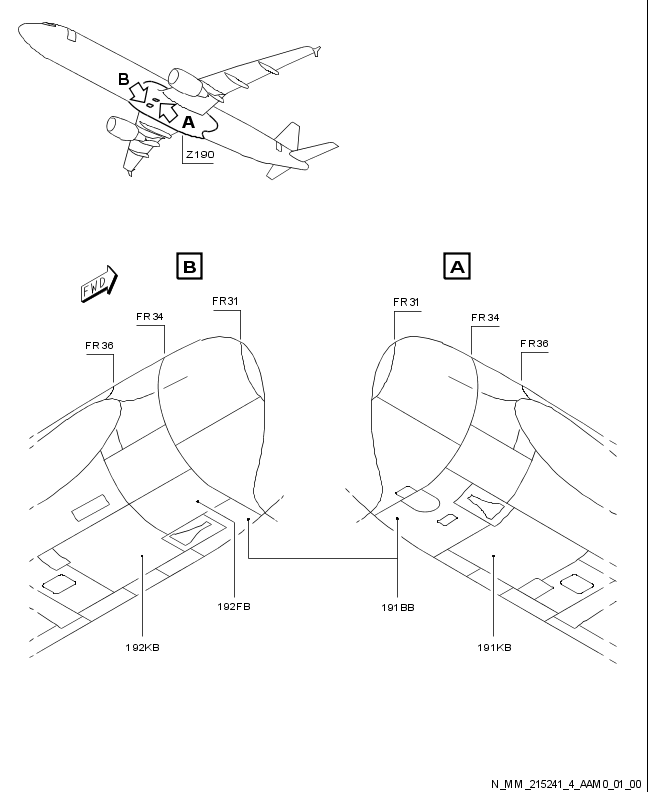 B
A
Z190
B
A
FWD
FR31
FR31
FR34
FR34
FR36
FR36
192FB
191BB
192KB
191KB
N_MM_215241_4_AAM0_01_00